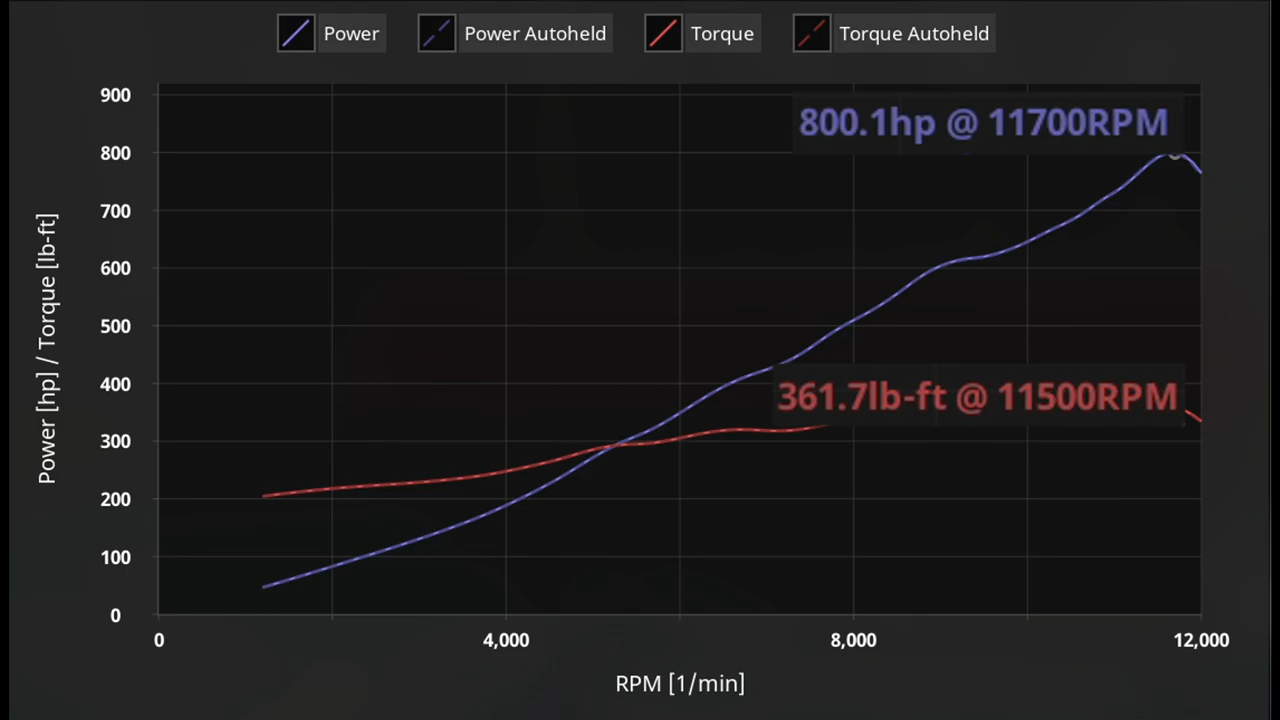 Power Power Autoheld Torque Torque Autoheld
900
800.1hp @ 11700RPM
800
700
600
500
400
361.7lb-ft @ 11500RPM
300
200
100
0
Power [hp] / Torque [lb-ft]
0 4,000 8,000 12,000
RPM [1/min]